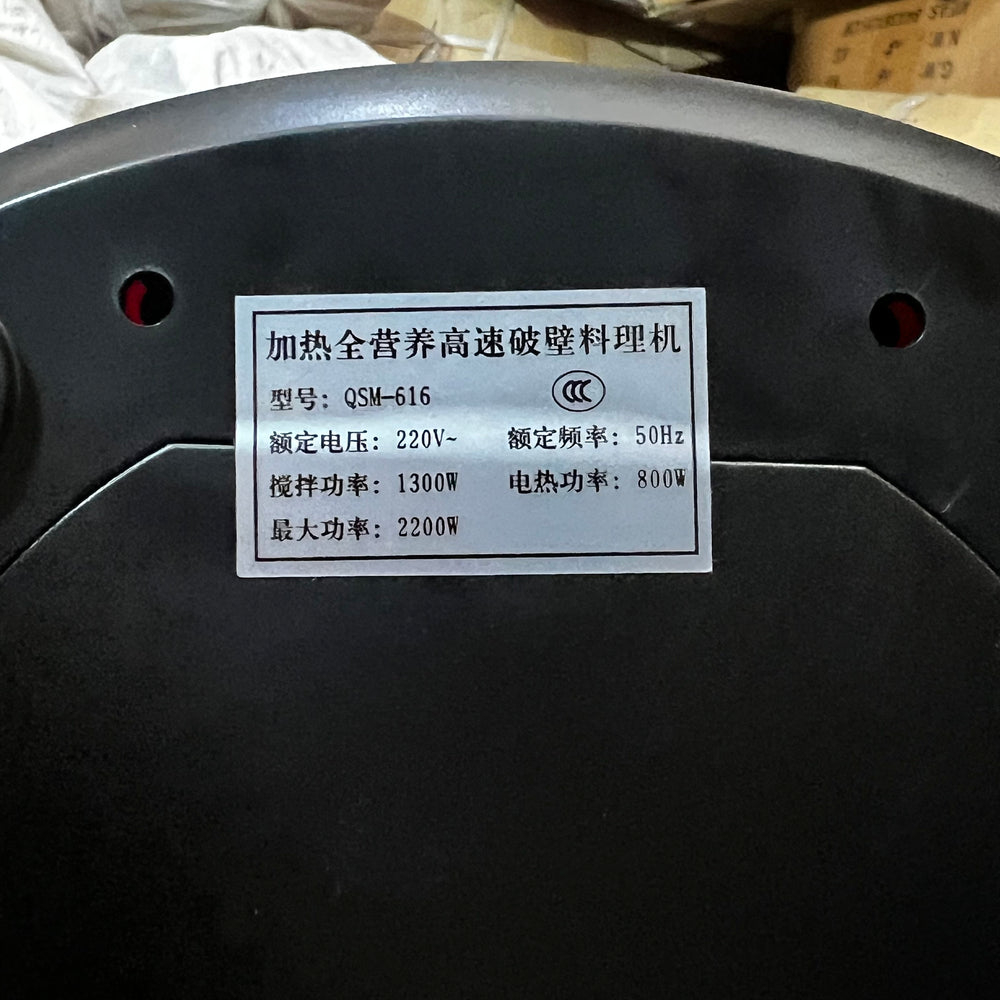 加热全营养高速破壁料理机
型号: QSM-616
CCC
额定电压: 220V~ 额定频率: 50Hz
搅拌功率: 1300W 电热功率: 800W
最大功率: 2200W